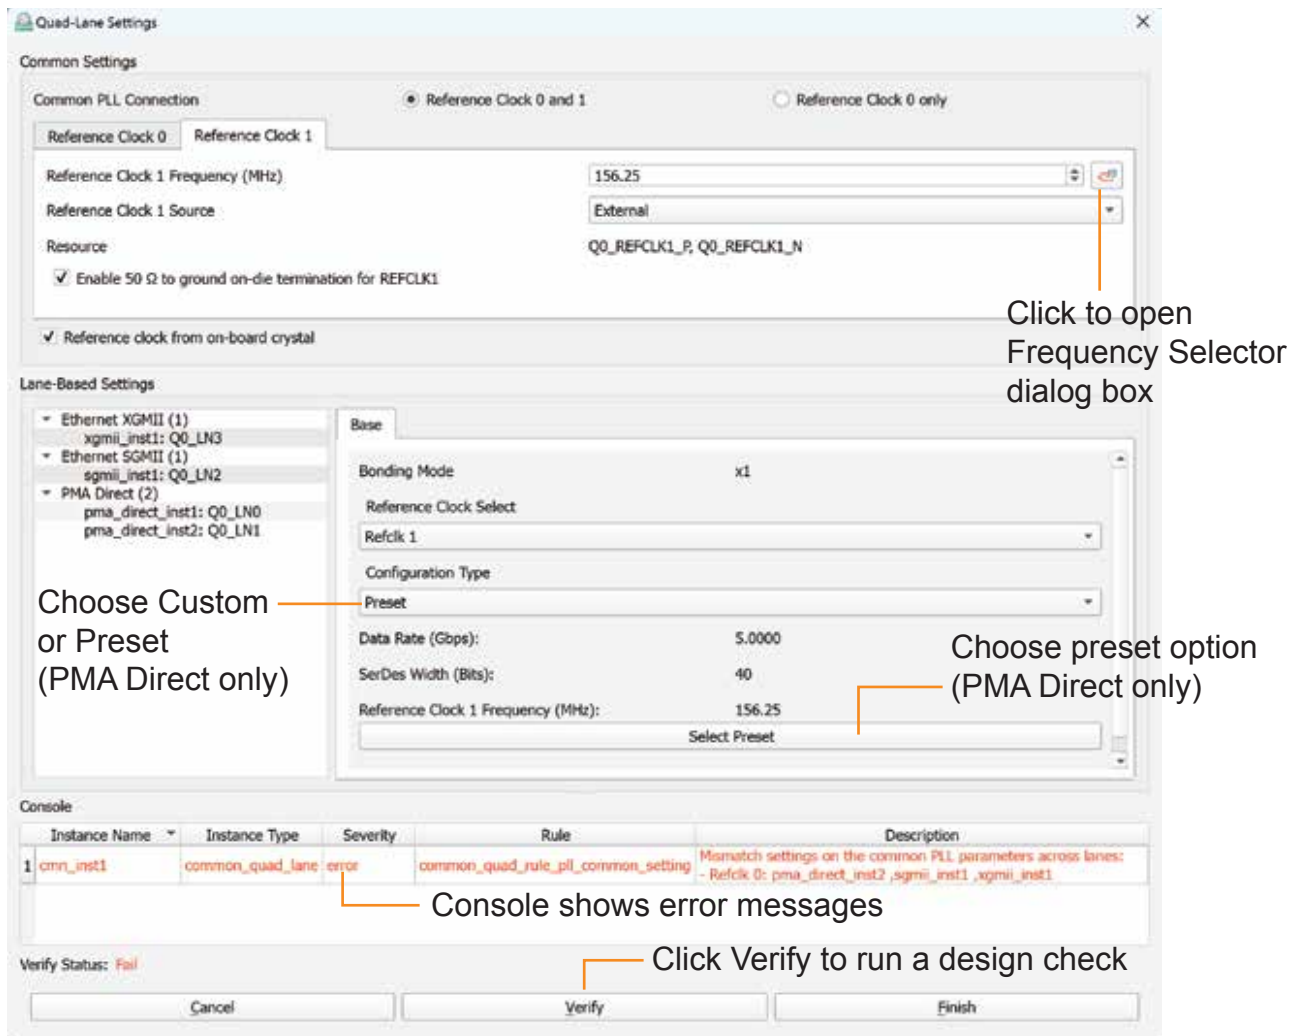 Quad-Lane Settings
Common Settings
Common PLL Connection
Reference Clock 0 and 1
Reference Clock 0 only
Reference Clock 0
Reference Clock 1
Reference Clock 1 Frequency (MHz)
156.25
Reference Clock 1 Source
External
Resource
Q0_REFCLK1_P, Q0_REFCLK1_N
Enable 50 Ω to ground on-die termination for REFCLK1
Reference clock from on-board crystal
Click to open
Frequency Selector
dialog box
Lane-Based Settings
Ethernet XGMII (1)
xgmii_inst1: Q0_LN3
Ethernet SGMII (1)
sgmii_inst1: Q0_LN2
PMA Direct (2)
pma_direct_inst1: Q0_LN0
pma_direct_inst2: Q0_LN1
Base
Bonding Mode
x1
Reference Clock Select
Refclk 1
Configuration Type
Preset
Choose Custom
or Preset
(PMA Direct only)
Data Rate (Gbps):
5.0000
SerDes Width (Bits):
40
Reference Clock 1 Frequency (MHz):
156.25
Select Preset
Choose preset option
(PMA Direct only)
Console
Instance Name
Instance Type
Severity
Rule
Description
1
cmn_inst1
common_quad_lane
error
common_quad_rule_pll_common_setting
Mismatch settings on the common PLL parameters across lanes:
- Refclk 0: pma_direct_inst2 ,sgmii_inst1 ,xgmii_inst1
Console shows error messages
Verify Status: Fail
Click Verify to run a design check
Cancel
Verify
Finish